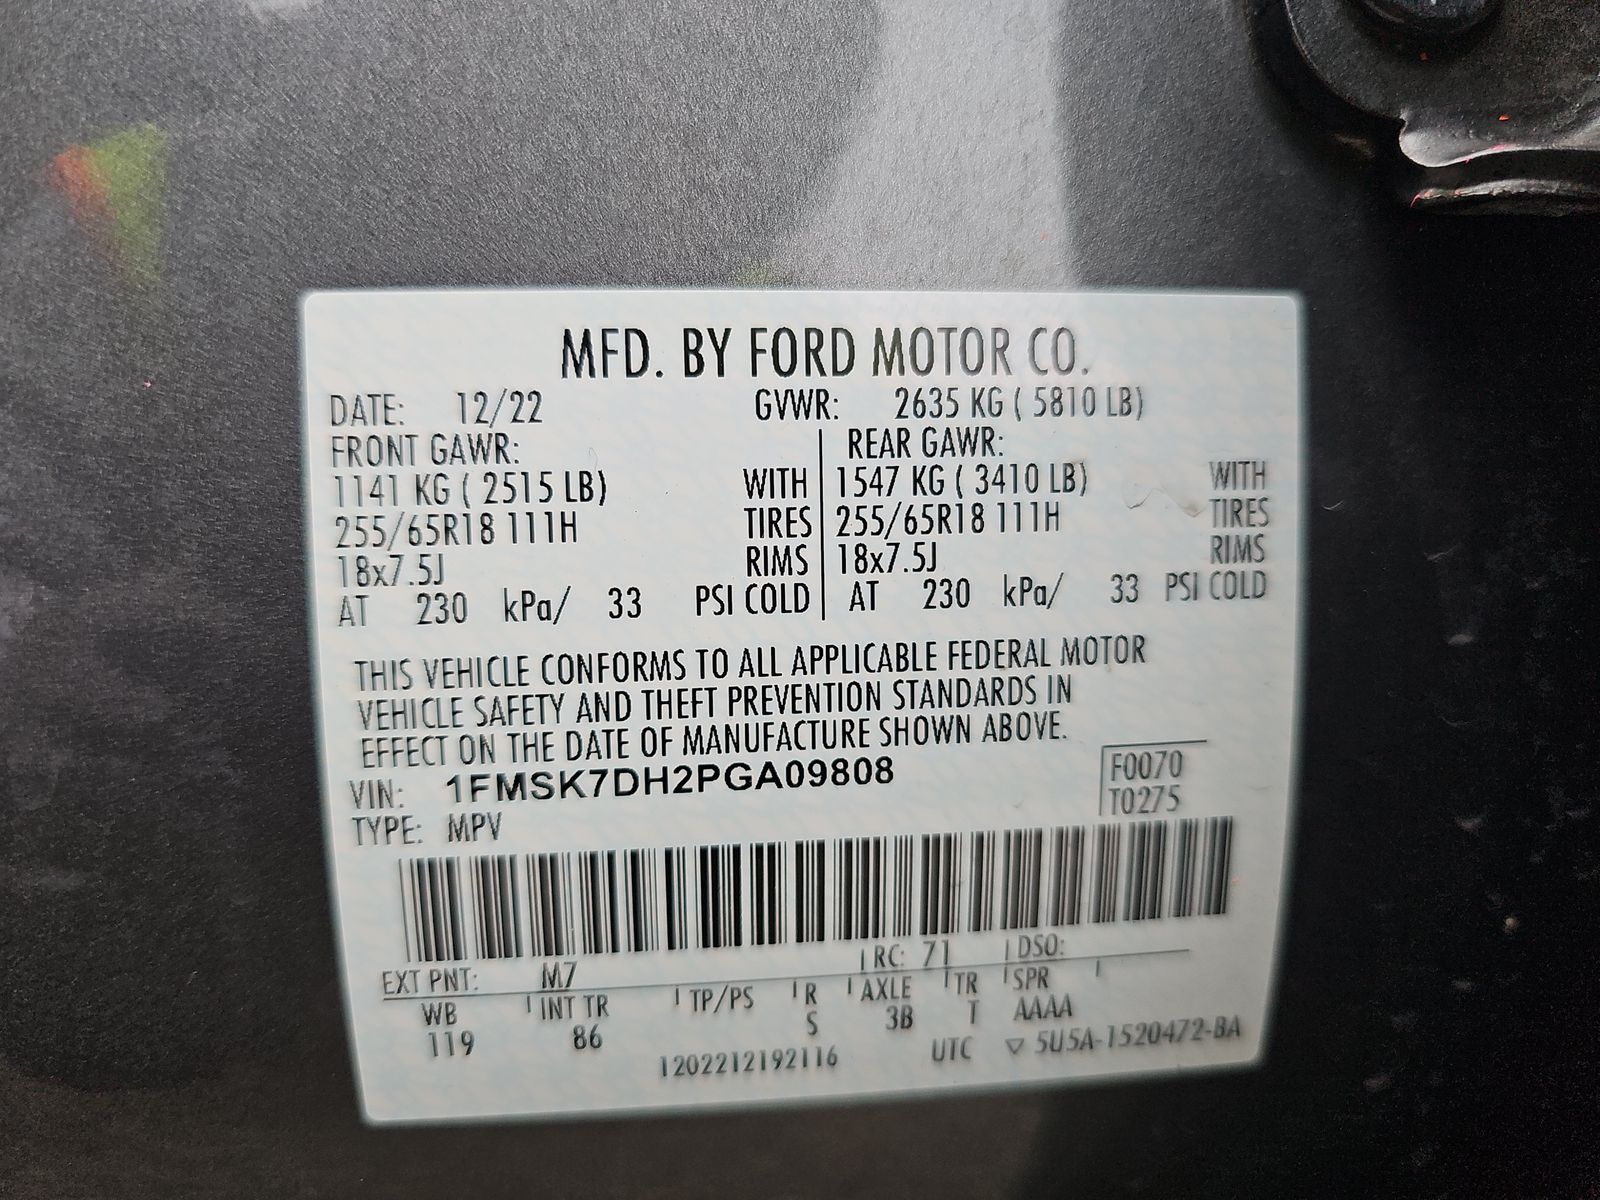 MFD. BY FORD MOTOR CO.
DATE: 12/22 GVWR: 2635 KG ( 5810 LB)
FRONT GAWR: REAR GAWR:
1141 KG ( 2515 LB) WITH 1547 KG ( 3410 LB) WITH
255/65R18 111H TIRES 255/65R18 111H TIRES
18x7.5J RIMS 18x7.5J RIMS
AT 230 kPa/ 33 PSI COLD AT 230 kPa/ 33 PSI COLD
THIS VEHICLE CONFORMS TO ALL APPLICABLE FEDERAL MOTOR
VEHICLE SAFETY AND THEFT PREVENTION STANDARDS IN
EFFECT ON THE DATE OF MANUFACTURE SHOWN ABOVE.
VIN: 1FMSK7DH2PGA09808 F0070
TYPE: MPV T0275
EXT PNT: M7 RC: 71 DSO:
WB INT TR TP/PS R AXLE TR SPR
119 86 S 3B T AAAA
1202212192116 UTC ▽ 5U5A-1520472-BA